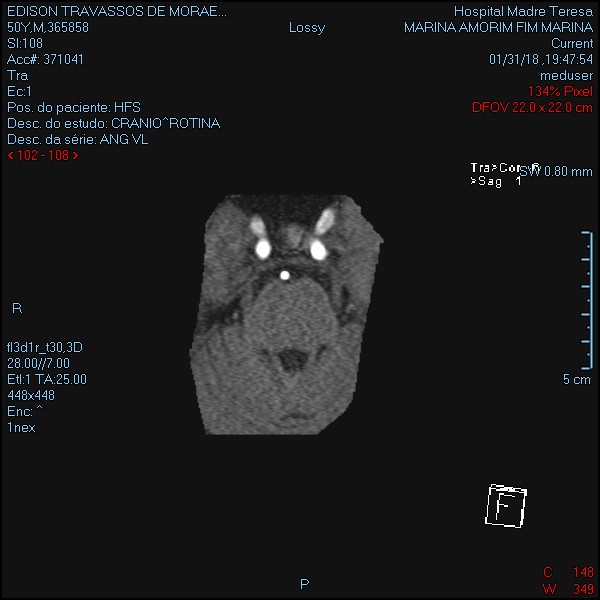 EDISON TRAVASSOS DE MORAE...
50Y,M,365858
Sl:108
Acc#: 371041
Tra
Ec:1
Pos. do paciente: HFS
Desc. do estudo: CRANIO^ROTINA
Desc. da série: ANG VL
< 102 - 108 >
Lossy
Hospital Madre Teresa
MARINA AMORIM FIM MARINA
Current
01/31/18 ,19:47:54
meduser
134% Pixel
DFOV 22.0 x 22.0 cm
Tra>Cor
SW 0.80 mm
>Sag 1
R
fl3d1r_t30,3D
28.00//7.00
Etl:1 TA:25.00
448x448
Enc: ^
1nex
5 cm
F
P
C 148
W 349